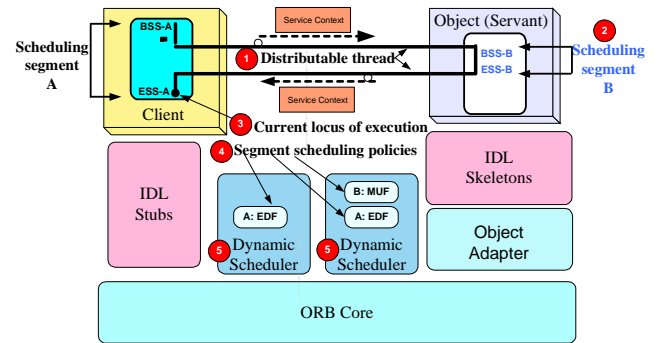 Service Context
BSS-A
Object (Servant)
2
Scheduling
segment
A
1
Distributable thread
BSS-B
ESS-B
Scheduling
segment
B
ESS-A
Service Context
Client
3
Current locus of execution
4
Segment scheduling policies
IDL
Stubs
IDL
Skeletons
B: MUF
A: EDF
A: EDF
5
Dynamic
Scheduler
5
Dynamic
Scheduler
Object
Adapter
ORB Core